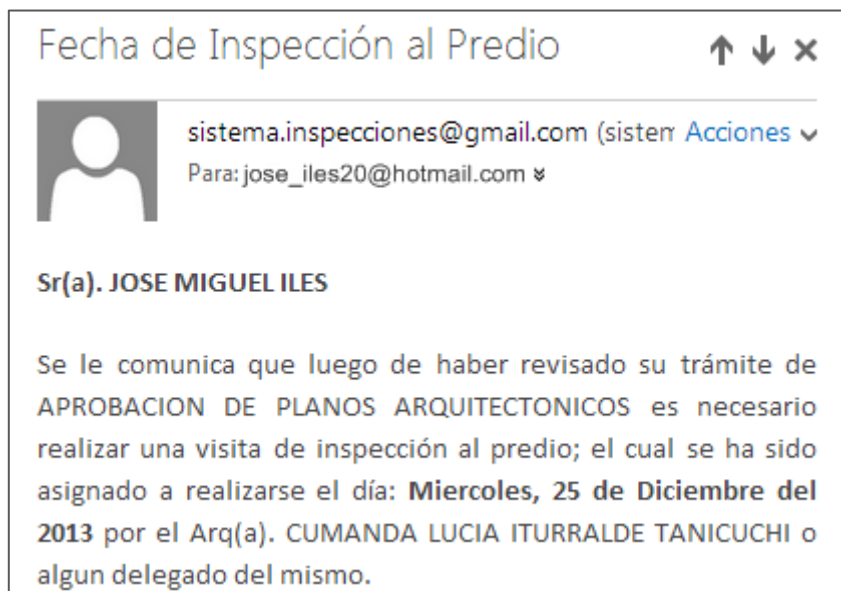 Fecha de Inspección al Predio
sistema.inspecciones@gmail.com (sistem Acciones
Para: jose_iles20@hotmail.com
Sr(a). JOSE MIGUEL ILES
Se le comunica que luego de haber revisado su trámite de
APROBACION DE PLANOS ARQUITECTONICOS es necesario
realizar una visita de inspección al predio; el cual se ha sido
asignado a realizarse el día: Miercoles, 25 de Diciembre del
2013 por el Arq(a). CUMANDA LUCIA ITURRALDE TANICUCHI o
algun delegado del mismo.